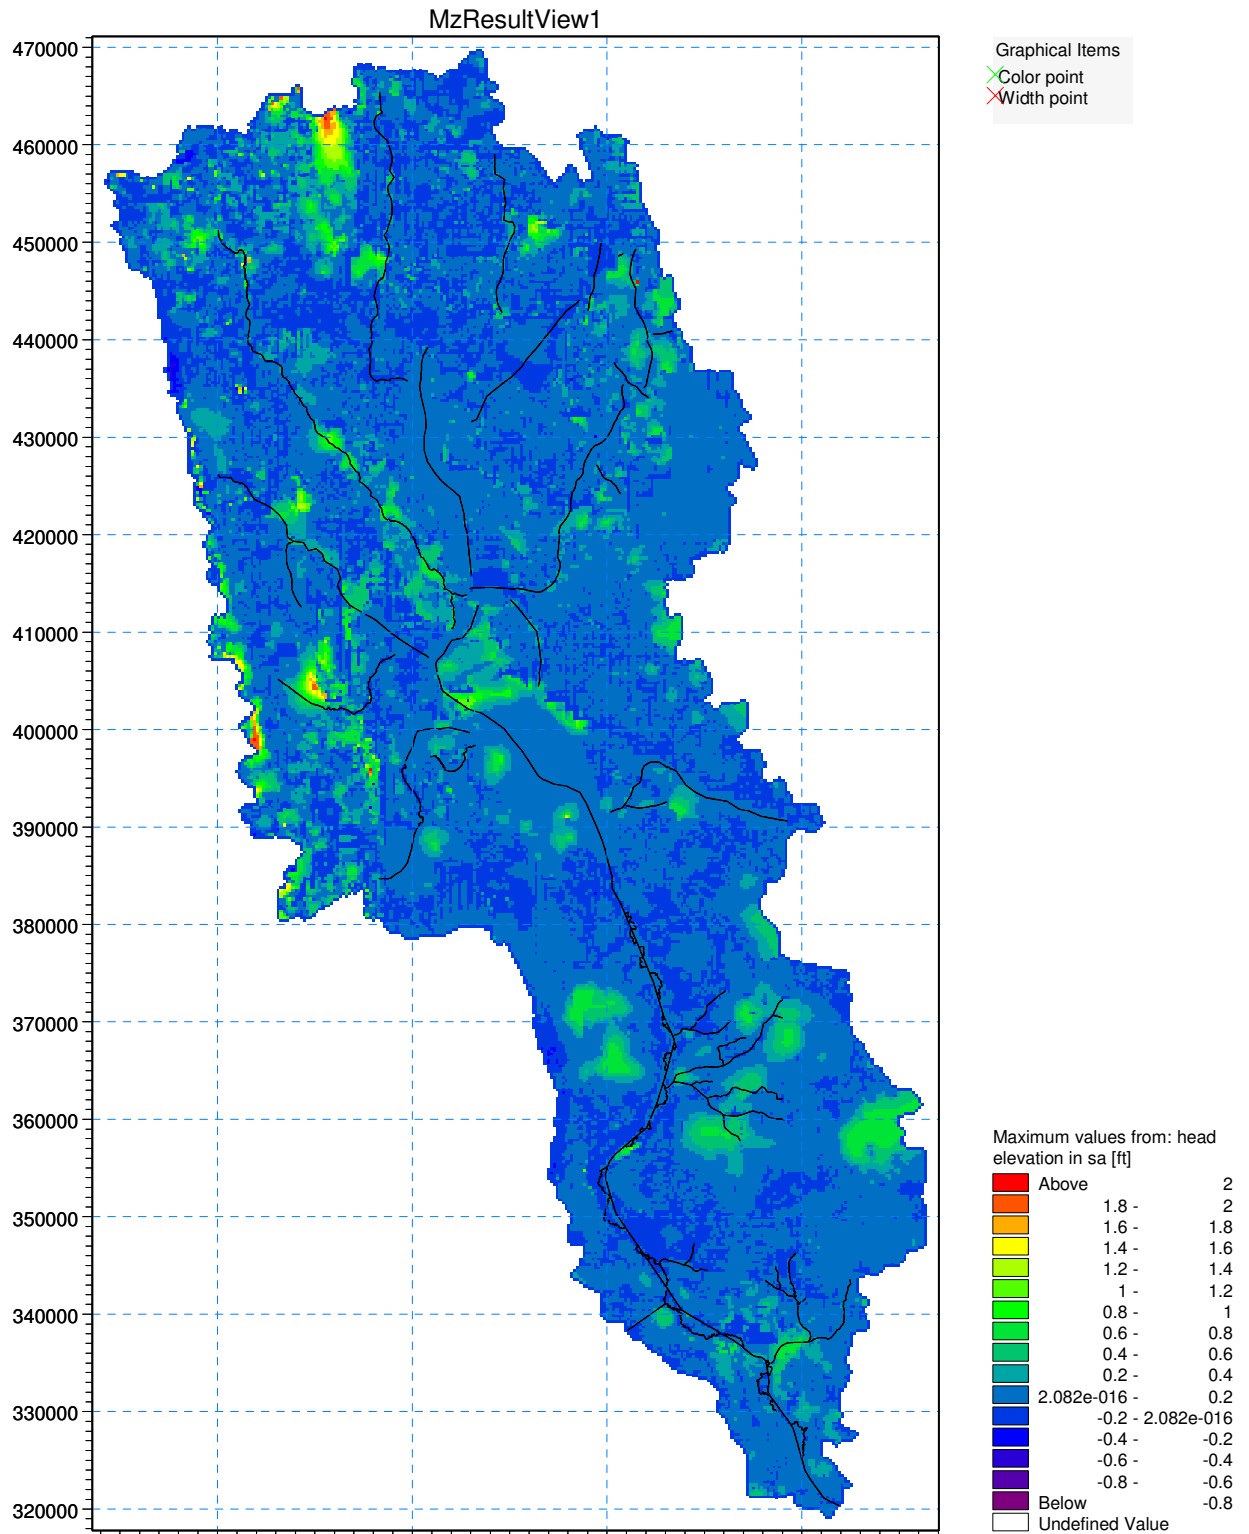 MzResultView1
470000
460000
450000
440000
430000
420000
410000
400000
390000
380000
370000
360000
350000
340000
330000
320000
Graphical Items
Color point
Width point
Maximum values from: head
elevation in sa [ft]
Above 2
1.8 - 2
1.6 - 1.8
1.4 - 1.6
1.2 - 1.4
1 - 1.2
0.8 - 1
0.6 - 0.8
0.4 - 0.6
0.2 - 0.4
2.082e-016 - 0.2
-0.2 - 2.082e-016
-0.4 - -0.2
-0.6 - -0.4
-0.8 - -0.6
Below -0.8
Undefined Value